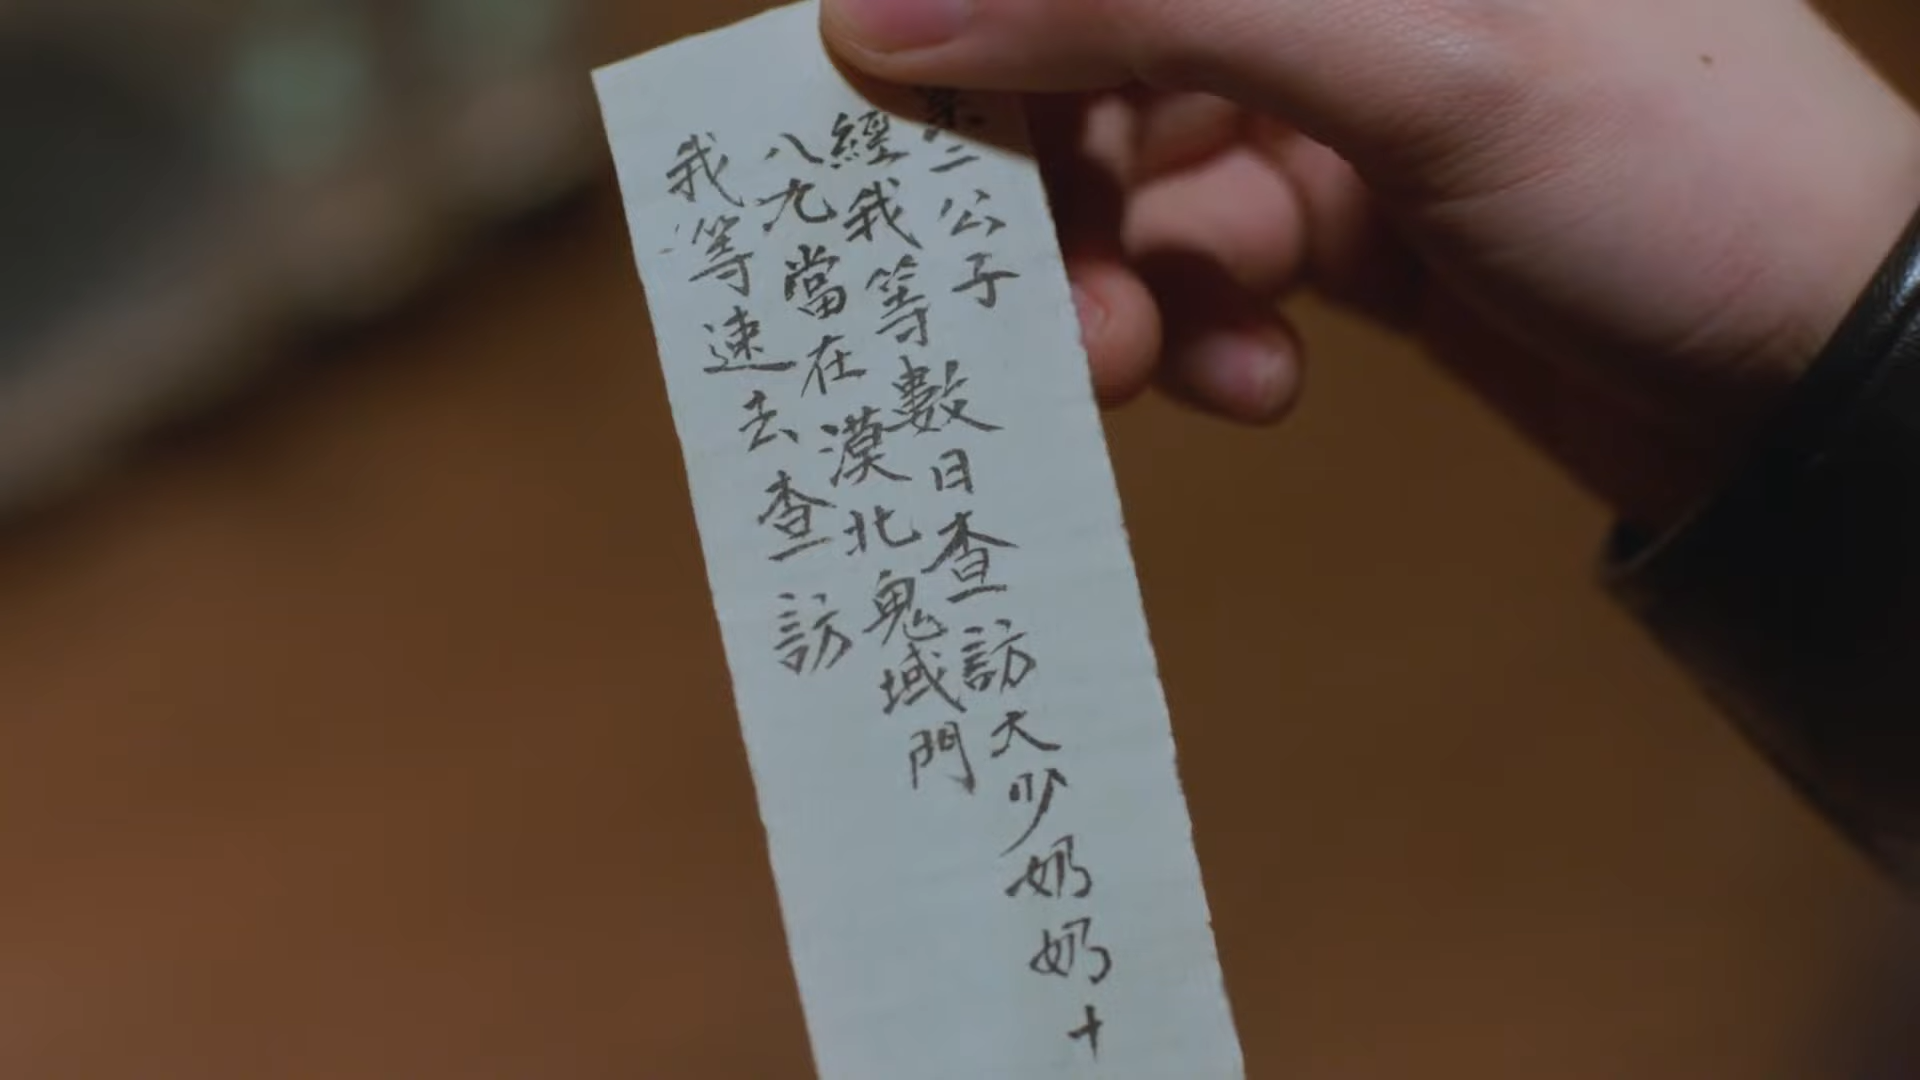 二公子
經我等數日查訪大少奶奶十
八九當在漠北鬼域門
我等速去查訪